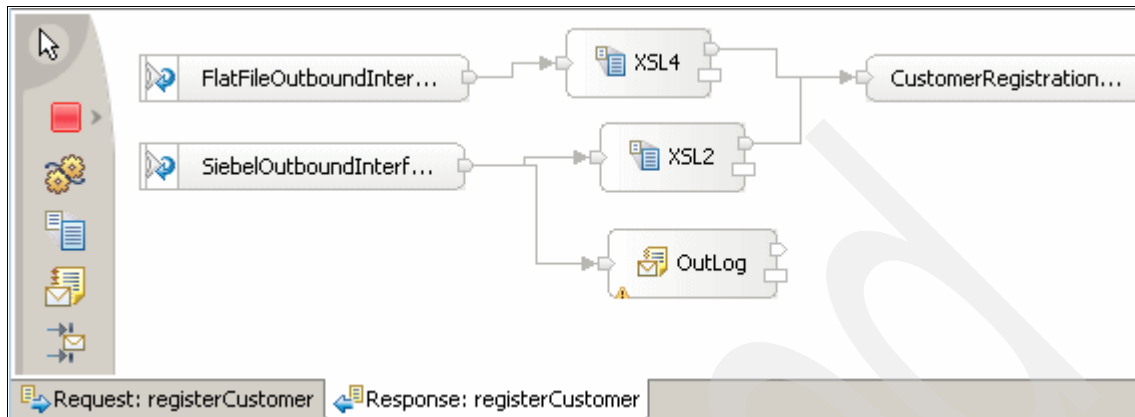 FlatFileOutboundInter...
XSL4
CustomerRegistration...
SiebelOutboundInterf...
XSL2
OutLog
Request: registerCustomer
Response: registerCustomer